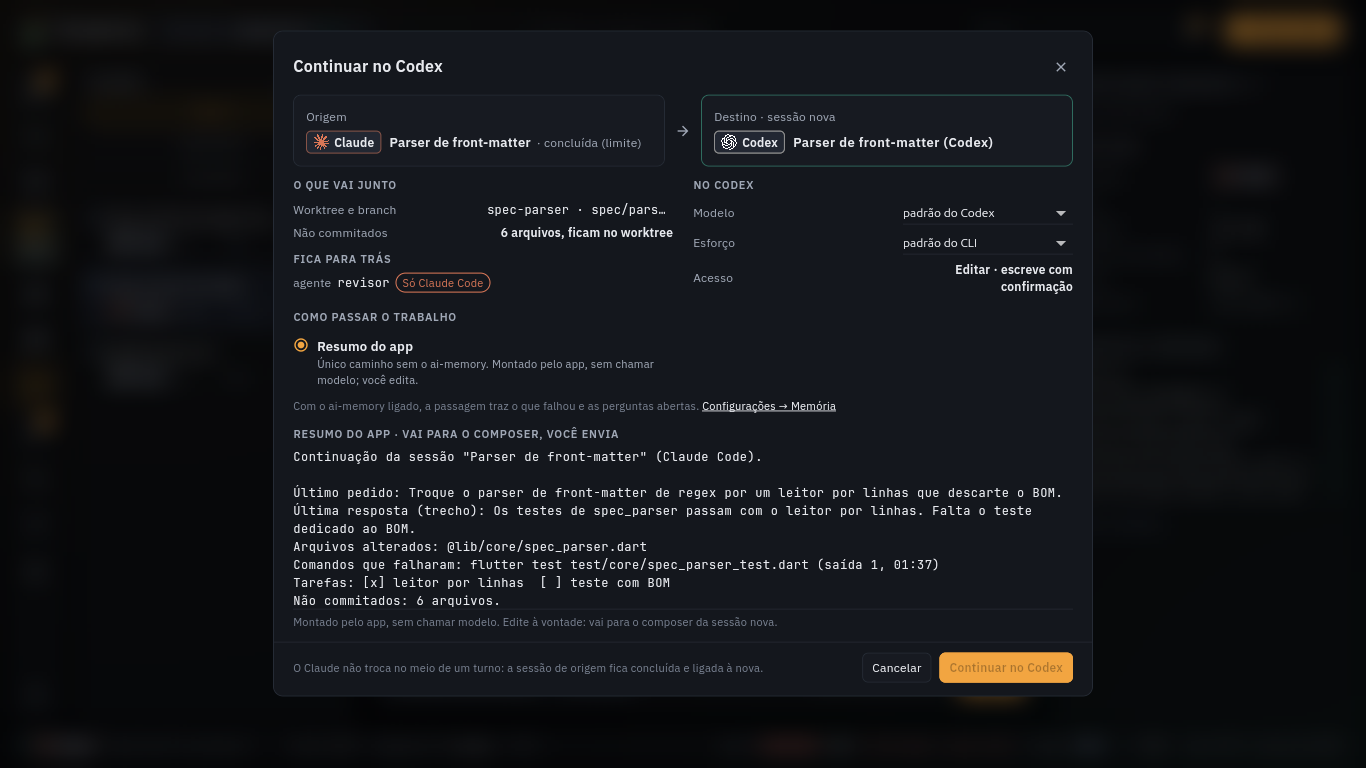 Continuar no Codex
Origem
Claude Parser de front-matter · concluída (limite)
→
Destino · sessão nova
Codex Parser de front-matter (Codex)
O QUE VAI JUNTO
Worktree e branch spec-parser · spec/pars…
Não commitados 6 arquivos, ficam no worktree
FICA PARA TRÁS
agente revisor Só Claude Code
NO CODEX
Modelo padrão do Codex
Esforço padrão do CLI
Acesso Editar · escreve com
confirmação
COMO PASSAR O TRABALHO
Resumo do app
Único caminho sem o ai-memory. Montado pelo app, sem chamar
modelo; você edita.
Com o ai-memory ligado, a passagem traz o que falhou e as perguntas abertas. Configurações → Memória
RESUMO DO APP · VAI PARA O COMPOSER, VOCÊ ENVIA
Continuação da sessão "Parser de front-matter" (Claude Code).
Último pedido: Troque o parser de front-matter de regex por um leitor por linhas que descarte o BOM.
Última resposta (trecho): Os testes de spec_parser passam com o leitor por linhas. Falta o teste
dedicado ao BOM.
Arquivos alterados: @lib/core/spec_parser.dart
Comandos que falharam: flutter test test/core/spec_parser_test.dart (saída 1, 01:37)
Tarefas: [x] leitor por linhas  [ ] teste com BOM
Não commitados: 6 arquivos.
Montado pelo app, sem chamar modelo. Edite à vontade: vai para o composer da sessão nova.
O Claude não troca no meio de um turno: a sessão de origem fica concluída e ligada à nova.
Cancelar
Continuar no Codex